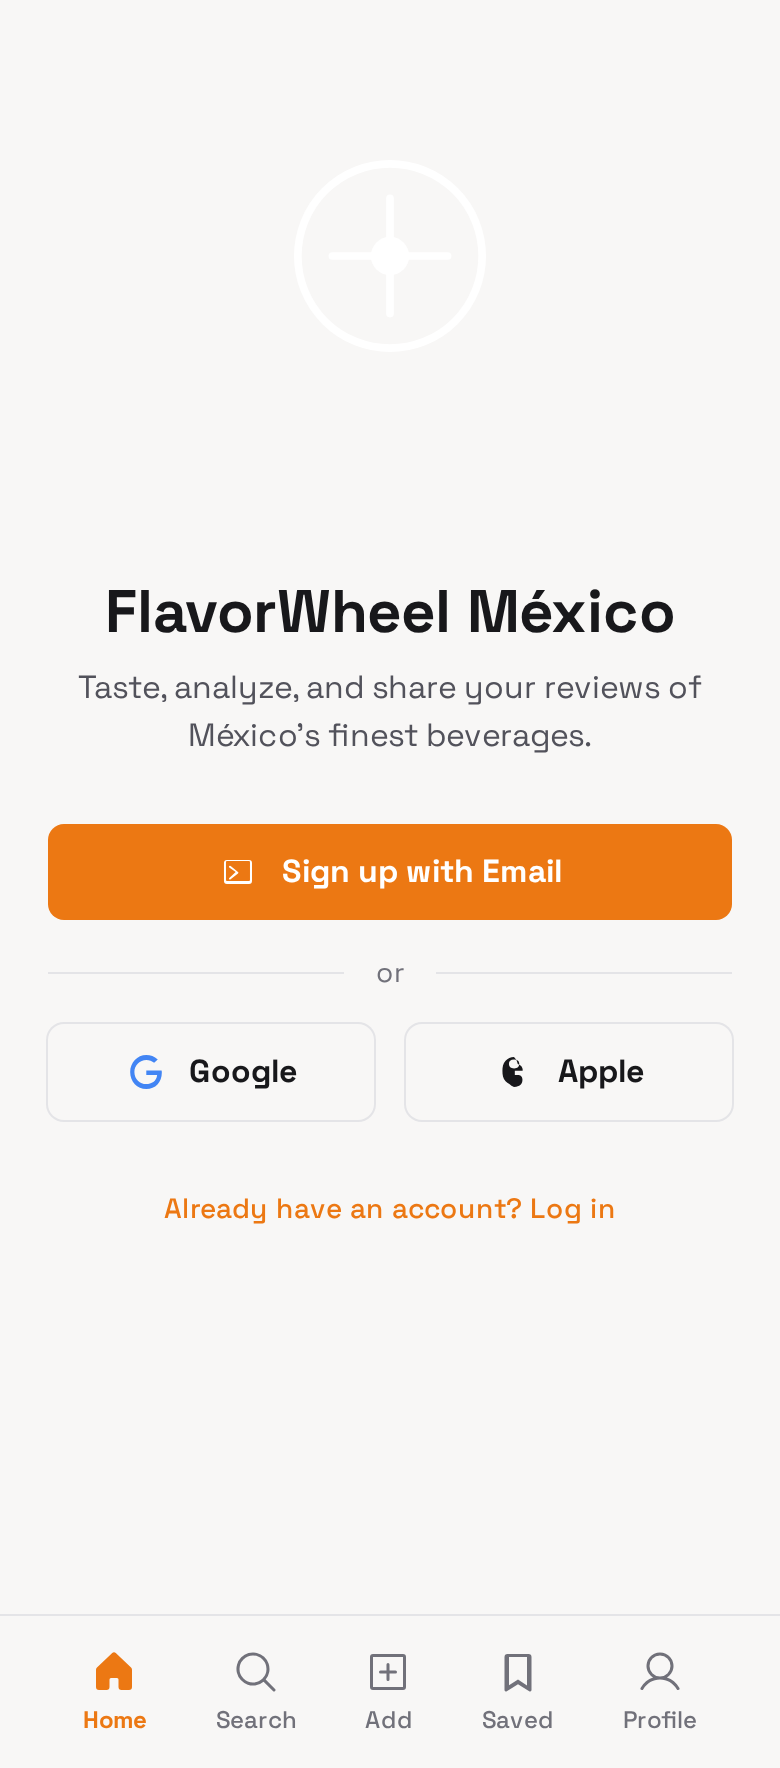 FlavorWheel México
Taste, analyze, and share your reviews of
México’s finest beverages.
Sign up with Email
or
Google
Apple
Already have an account? Log in
Home
Search
Add
Saved
Profile